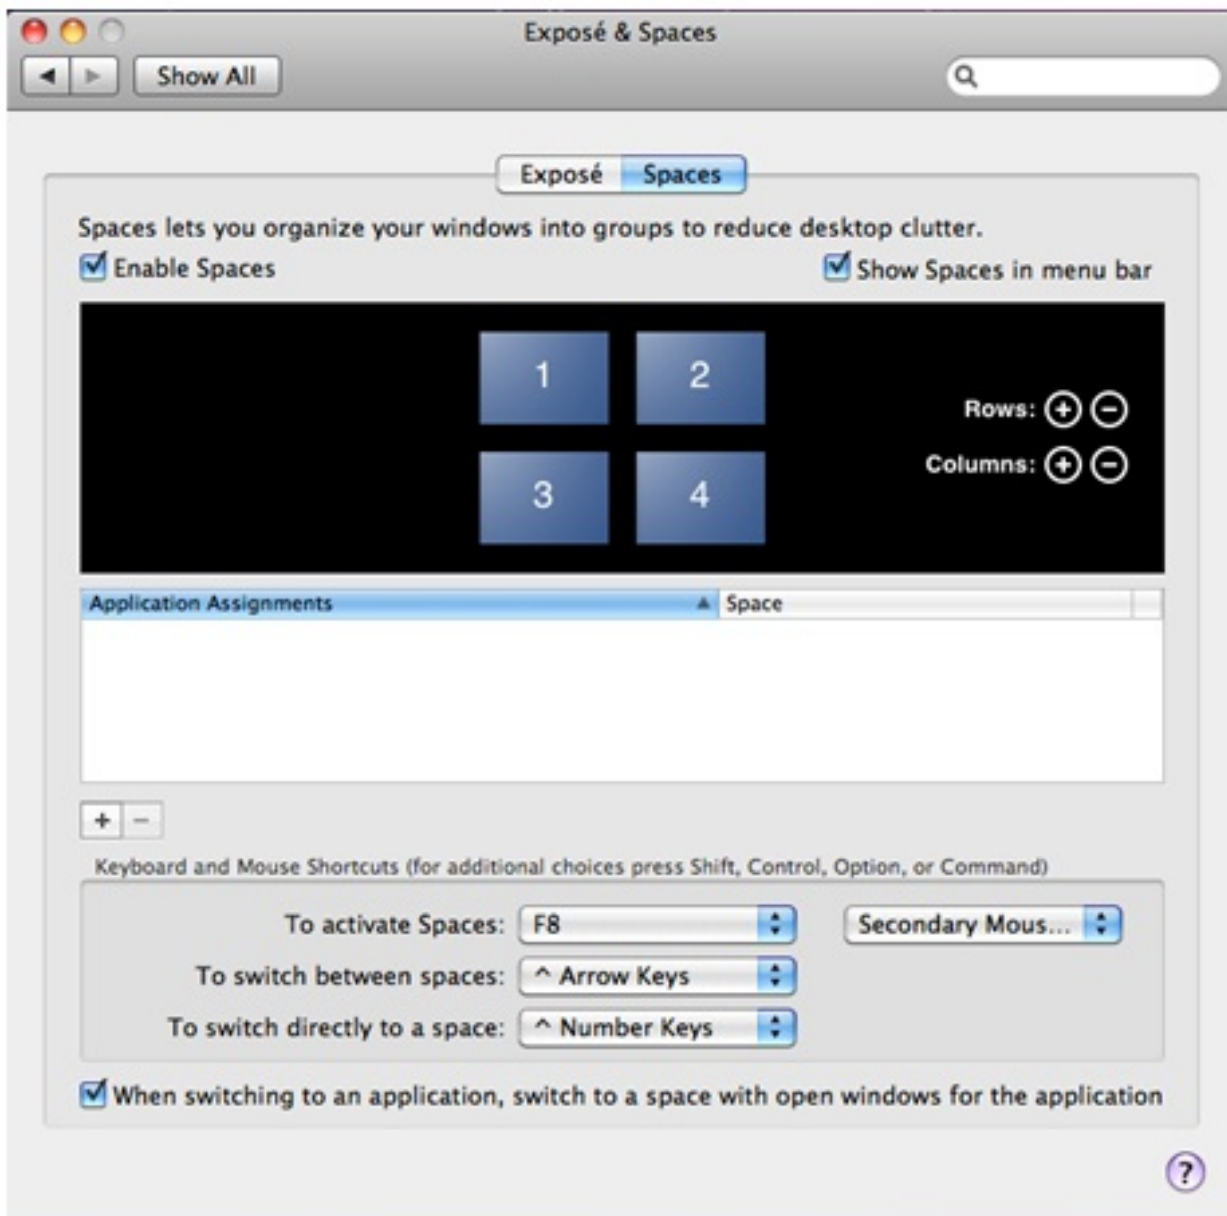 Exposé & Spaces
Show All
Exposé Spaces
Spaces lets you organize your windows into groups to reduce desktop clutter.
Enable Spaces Show Spaces in menu bar
1 2
Rows:
Columns:
3 4
Application Assignments Space
Keyboard and Mouse Shortcuts (for additional choices press Shift, Control, Option, or Command)
To activate Spaces: F8 Secondary Mous...
To switch between spaces: ^ Arrow Keys
To switch directly to a space: ^ Number Keys
When switching to an application, switch to a space with open windows for the application
?